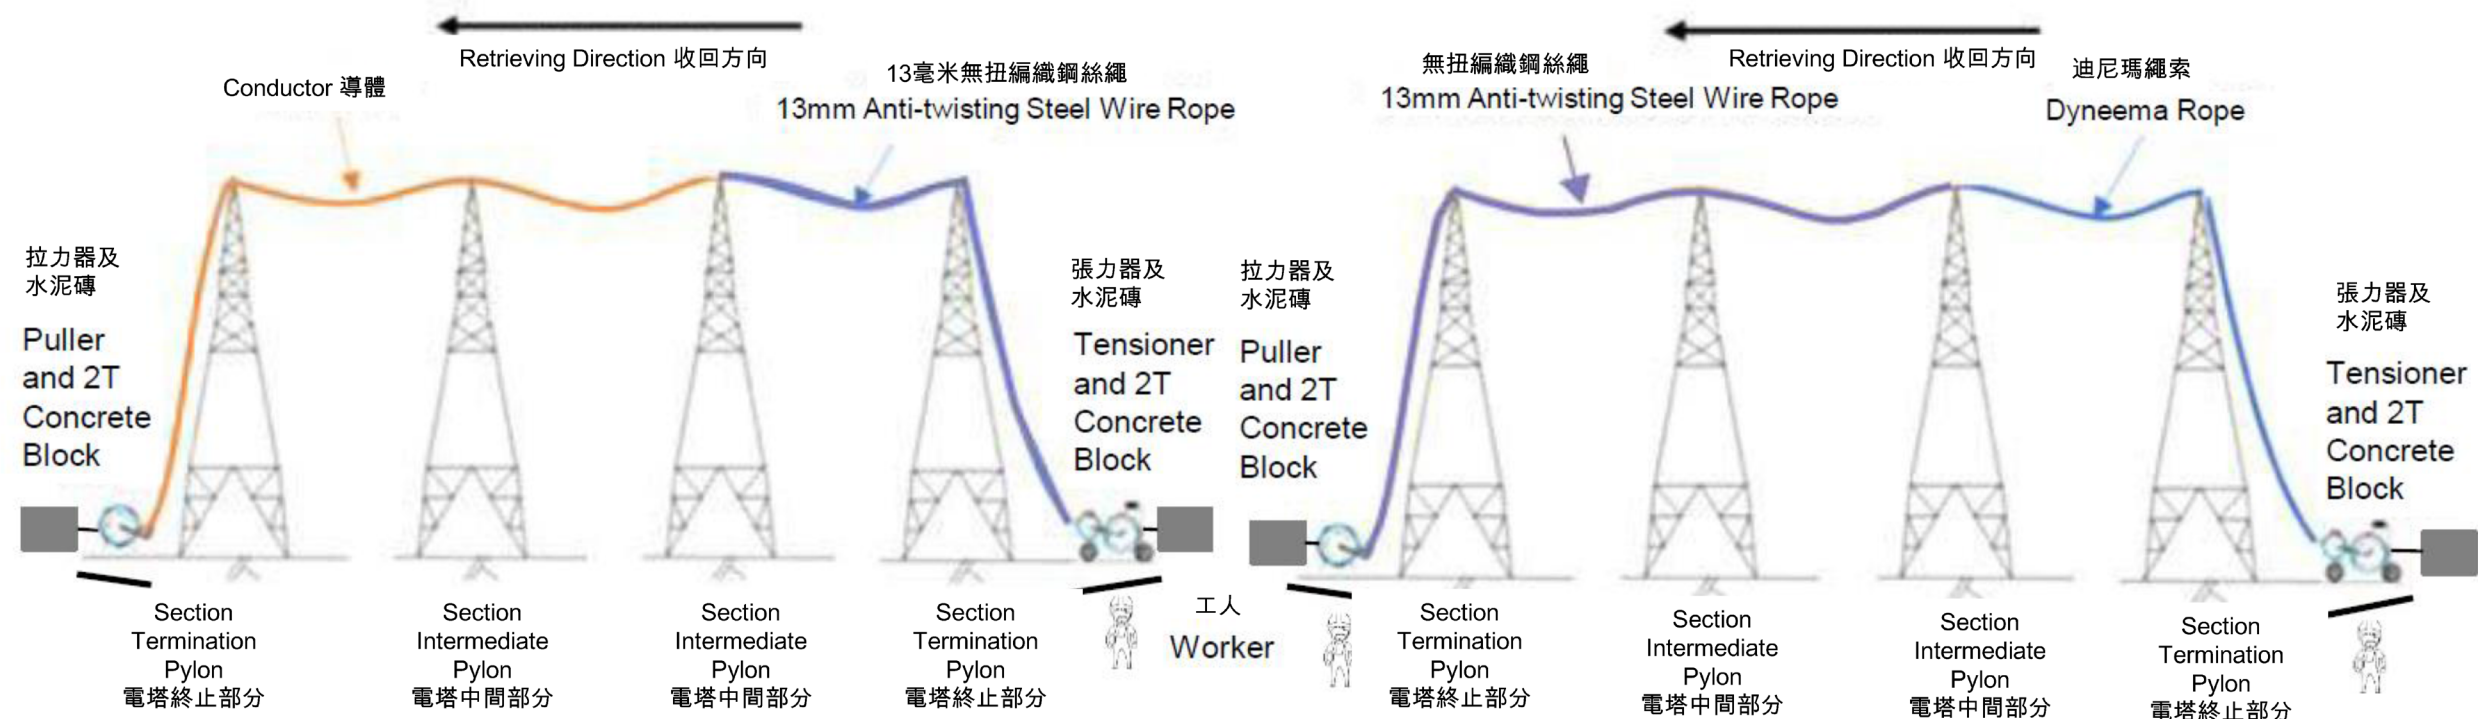 Retrieving Direction 收回方向
Conductor 導體
13毫米無扭編織鋼絲繩
13mm Anti-twisting Steel Wire Rope
拉力器及
水泥磚
Puller
and 2T
Concrete
Block
張力器及
水泥磚
Tensioner
and 2T
Concrete
Block
Section
Termination
Pylon
電塔終止部分
Section
Intermediate
Pylon
電塔中間部分
Section
Intermediate
Pylon
電塔中間部分
Section
Termination
Pylon
電塔終止部分
工人
Worker
Retrieving Direction 收回方向
無扭編織鋼絲繩
13mm Anti-twisting Steel Wire Rope
迪尼瑪繩索
Dyneema Rope
拉力器及
水泥磚
Puller
and 2T
Concrete
Block
張力器及
水泥磚
Tensioner
and 2T
Concrete
Block
Section
Termination
Pylon
電塔終止部分
Section
Intermediate
Pylon
電塔中間部分
Section
Intermediate
Pylon
電塔中間部分
Section
Termination
Pylon
電塔終止部分